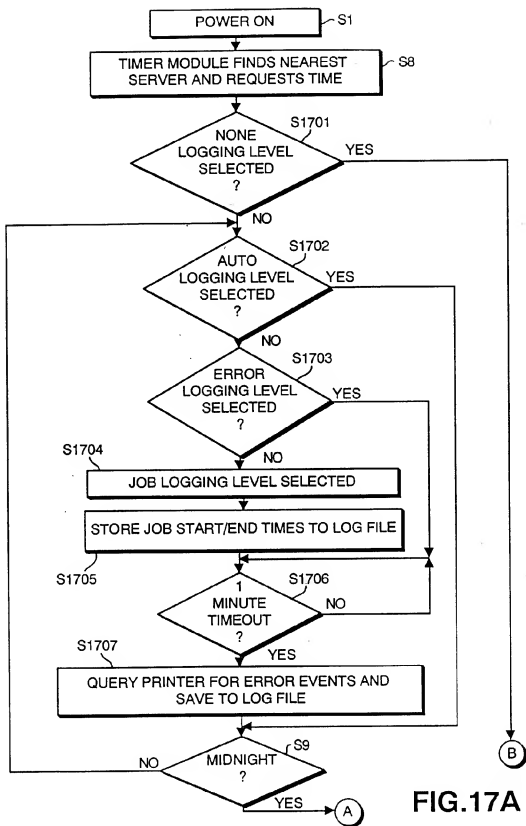 POWER ON
S1
TIMER MODULE FINDS NEAREST
SERVER AND REQUESTS TIME
S8
S1701
NONE
LOGGING LEVEL
SELECTED
?
YES
NO
S1702
AUTO
LOGGING LEVEL
SELECTED
?
YES
NO
S1703
ERROR
LOGGING LEVEL
SELECTED
?
YES
NO
S1704
JOB LOGGING LEVEL SELECTED
STORE JOB START/END TIMES TO LOG FILE
S1705
S1706
1
MINUTE
TIMEOUT
?
NO
YES
S1707
QUERY PRINTER FOR ERROR EVENTS AND
SAVE TO LOG FILE
S9
MIDNIGHT
?
NO
YES
A
B
FIG.17A